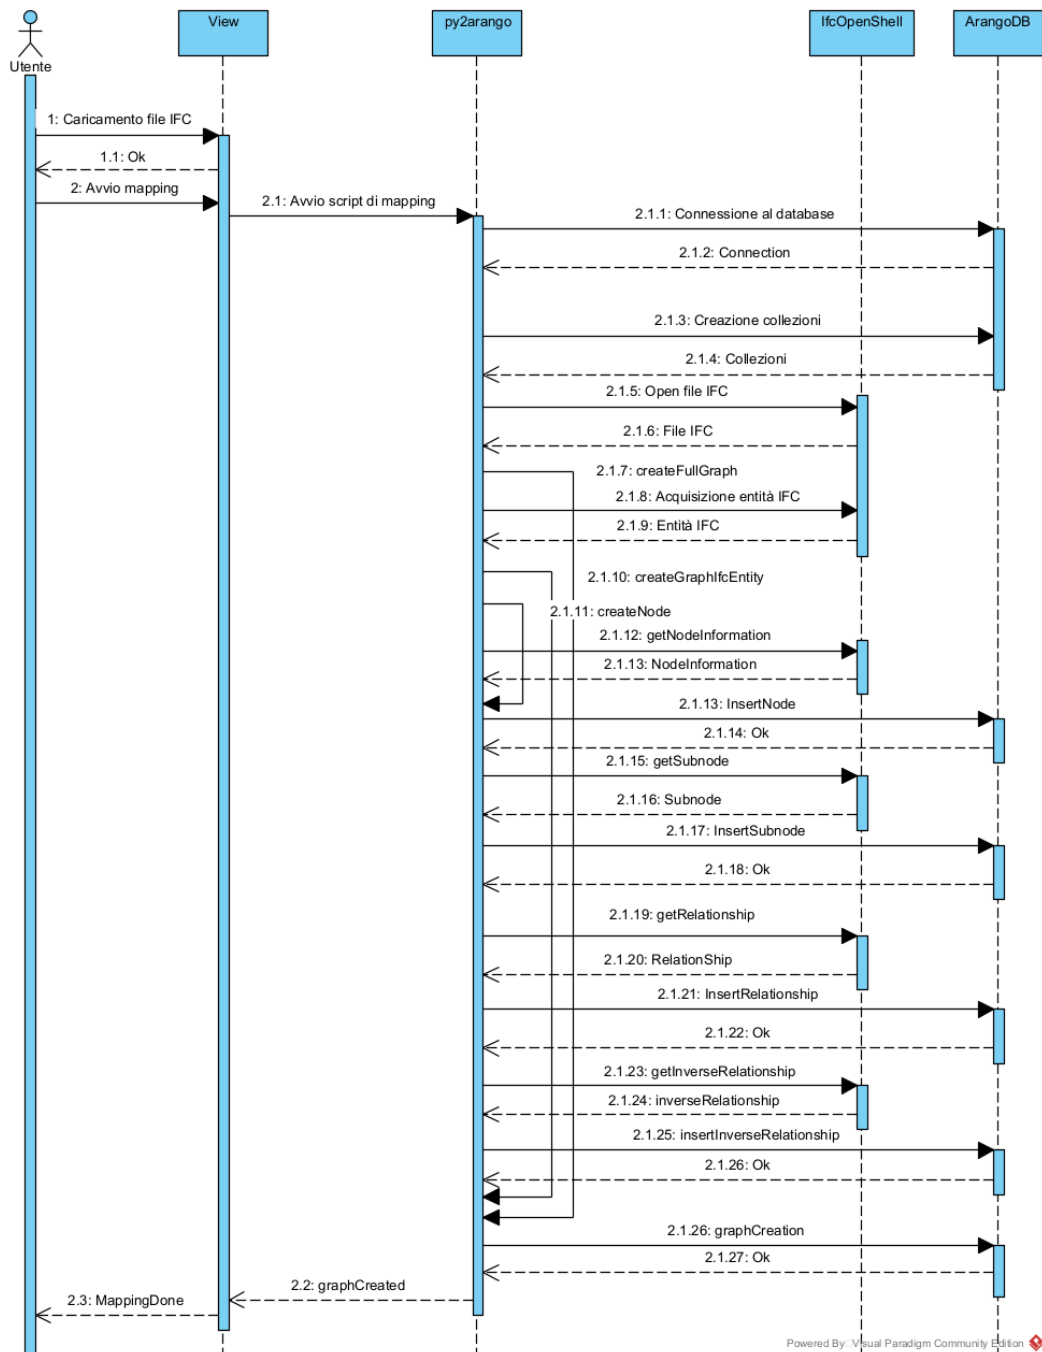 Utente
View
py2arango
IfcOpenShell
ArangoDB
1: Caricamento file IFC
1.1: Ok
2: Avvio mapping
2.1: Avvio script di mapping
2.1.1: Connessione al database
2.1.2: Connection
2.1.3: Creazione collezioni
2.1.4: Collezioni
2.1.5: Open file IFC
2.1.6: File IFC
2.1.7: createFullGraph
2.1.8: Acquisizione entità IFC
2.1.9: Entità IFC
2.1.10: createGraphIfcEntity
2.1.11: createNode
2.1.12: getNodeInformation
2.1.13: NodeInformation
2.1.13: InsertNode
2.1.14: Ok
2.1.15: getSubnode
2.1.16: Subnode
2.1.17: InsertSubnode
2.1.18: Ok
2.1.19: getRelationship
2.1.20: RelationShip
2.1.21: InsertRelationship
2.1.22: Ok
2.1.23: getInverseRelationship
2.1.24: inverseRelationship
2.1.25: insertInverseRelationship
2.1.26: Ok
2.1.26: graphCreation
2.1.27: Ok
2.2: graphCreated
2.3: MappingDone
Powered By Visual Paradigm Community Edition